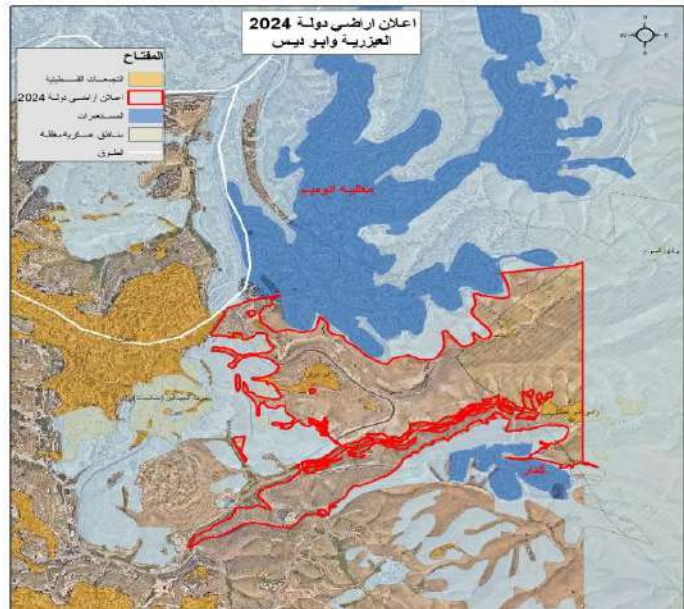 اعلان اراضي دولة 2024
العيزرية وابو ديس
N
W
E
S
المفتاح
التجمعات الفلسطينية
اعلان اراضي دولة 2024
المستعمرات
مناطق عسكرية مغلقة
الطرق
معاليه ادوميم
كدار